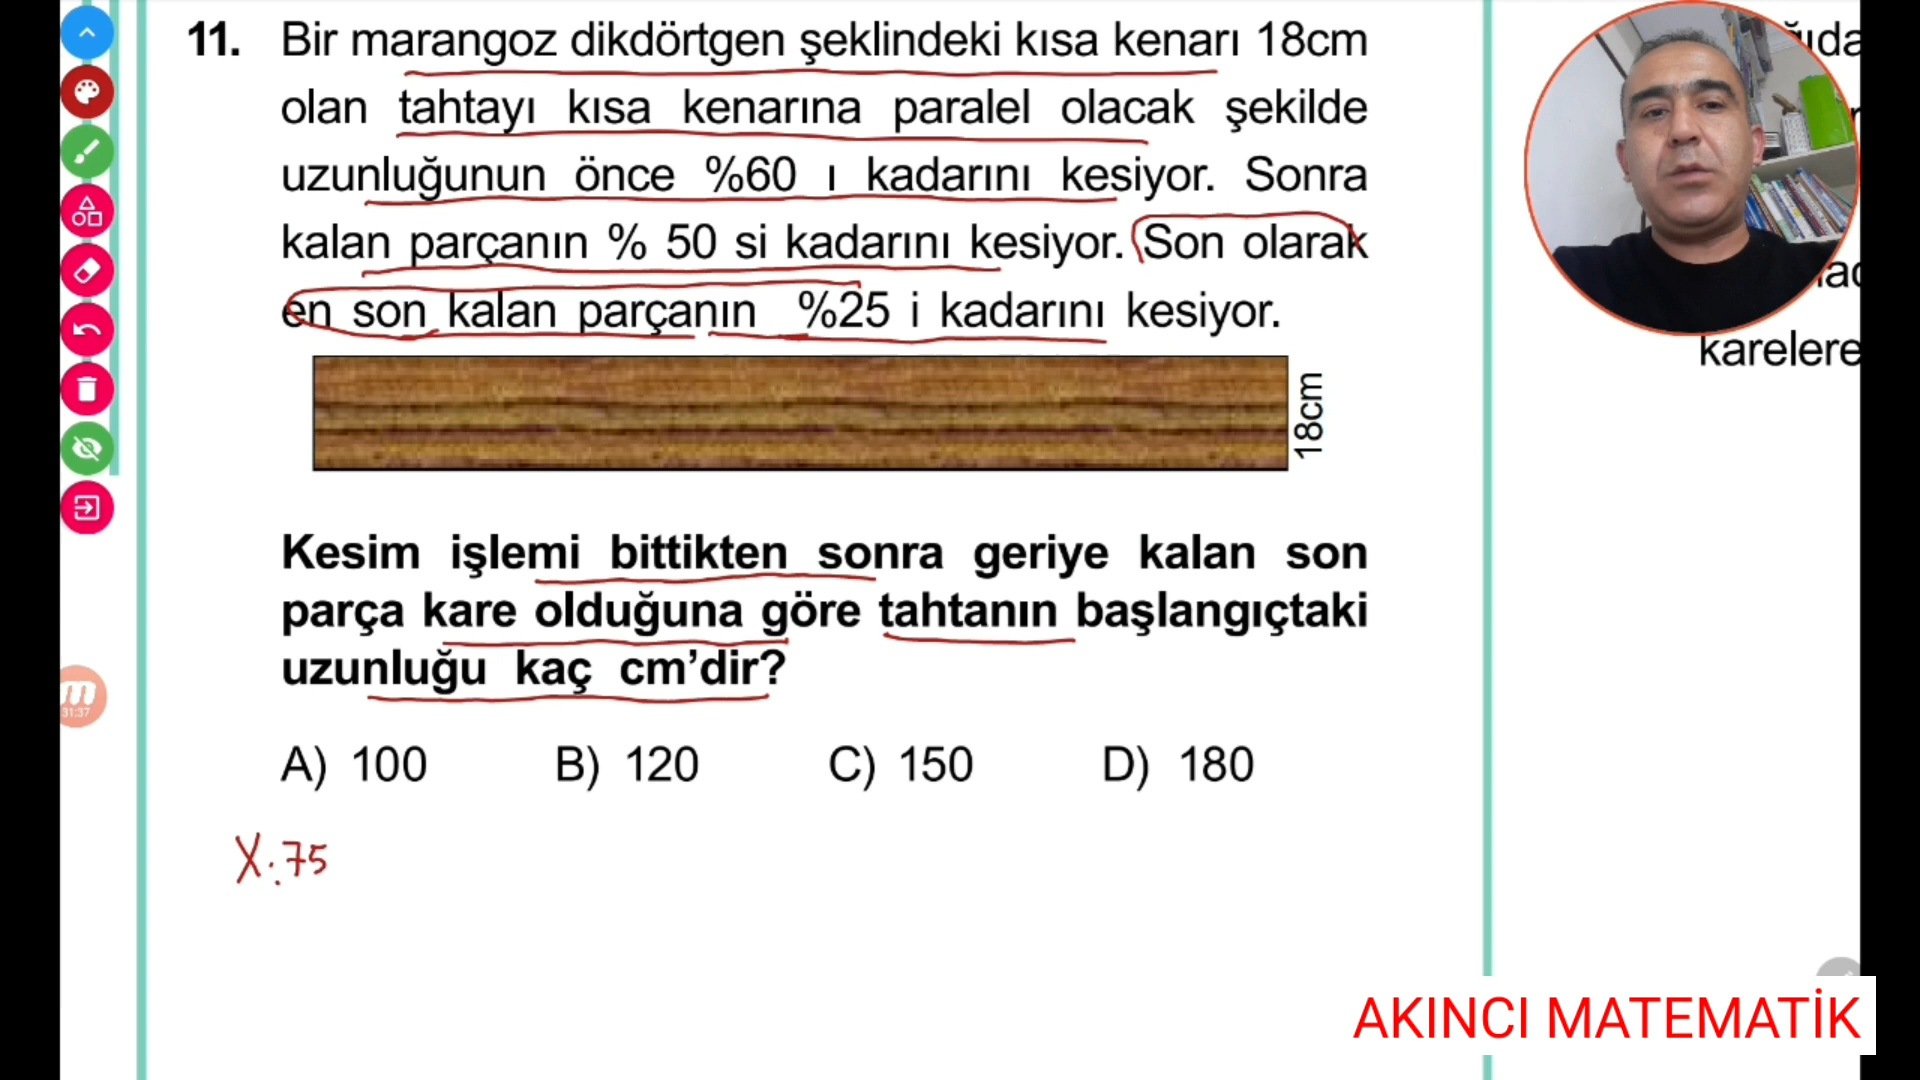 11. Bir marangoz dikdörtgen şeklindeki kısa kenarı 18cm
olan tahtayı kısa kenarına paralel olacak şekilde
uzunluğunun önce %60 ı kadarını kesiyor. Sonra
kalan parçanın % 50 si kadarını kesiyor. Son olarak
en son kalan parçanın %25 i kadarını kesiyor.
18cm
Kesim işlemi bittikten sonra geriye kalan son
parça kare olduğuna göre tahtanın başlangıçtaki
uzunluğu kaç cm’dir?
A) 100 B) 120 C) 150 D) 180
X.75
karelere
m
31:37
AKINCI MATEMATİK